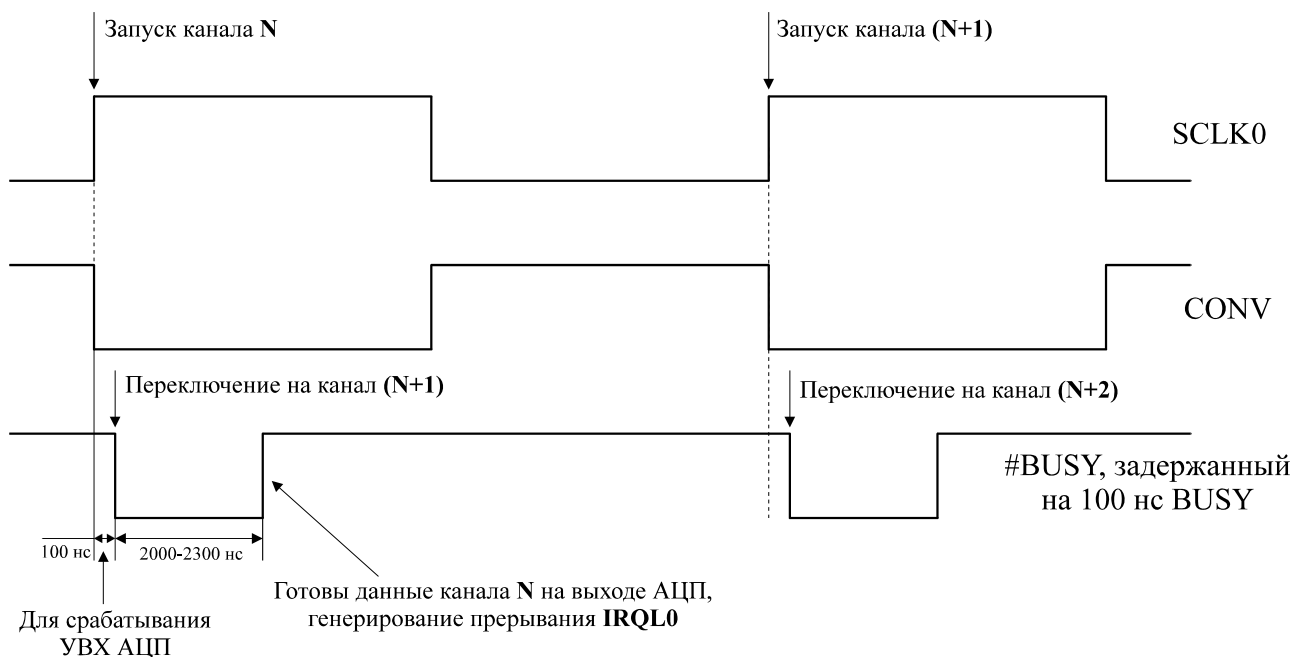 Запуск канала N
Запуск канала (N+1)
SCLK0
CONV
Переключение на канал (N+1)
Переключение на канал (N+2)
#BUSY, задержанный
на 100 нс BUSY
100 нс
2000-2300 нс
Готовы данные канала N на выходе АЦП,
генерирование прерывания IRQL0
Для срабатывания
УВХ АЦП